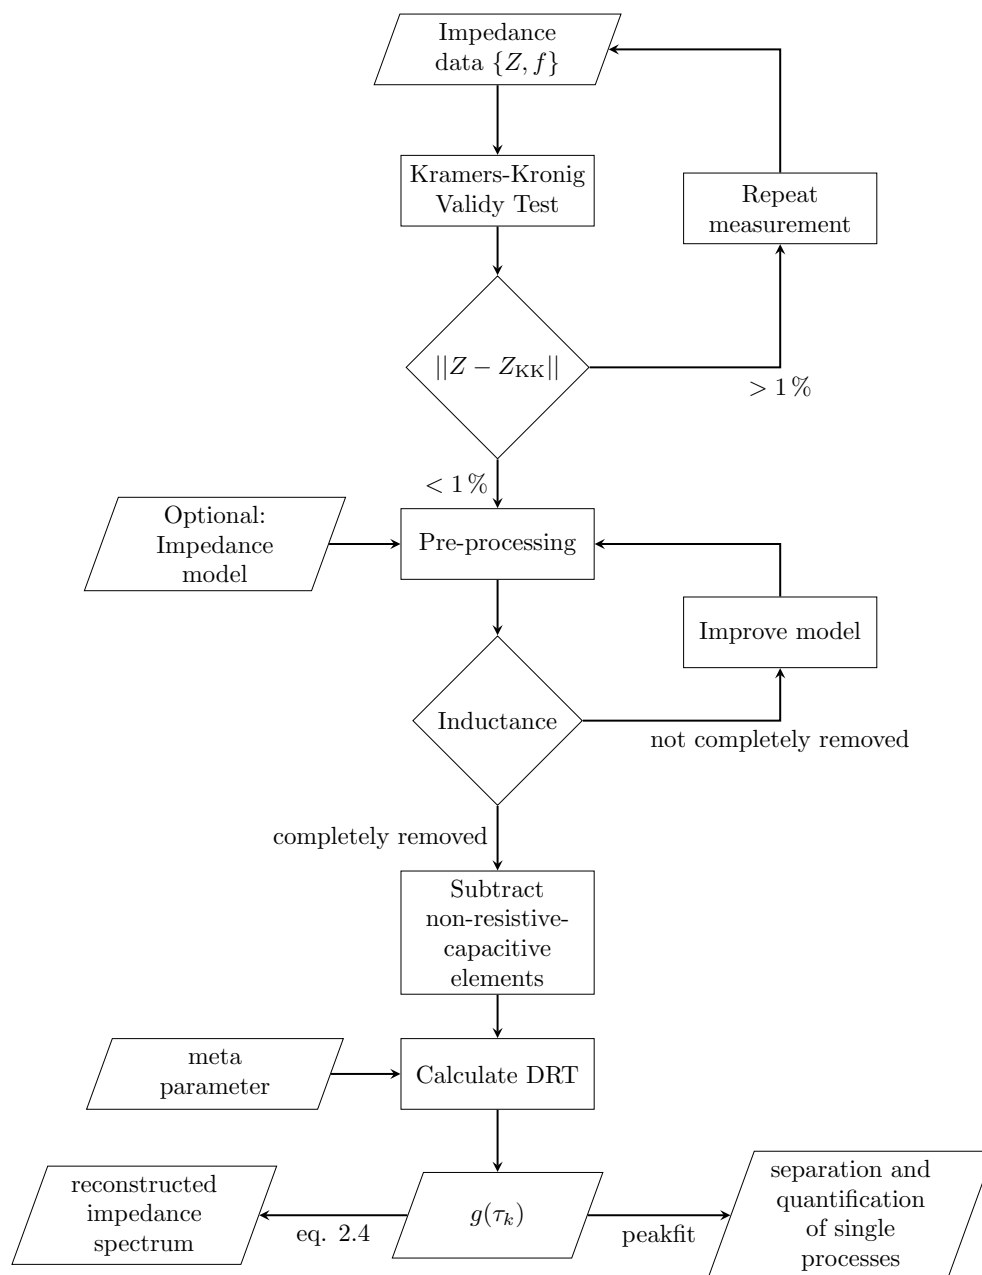 Impedance
data {Z, f}
Kramers-Kronig
Validy Test
Repeat
measurement
||Z − Z_KK||
> 1 %
< 1 %
Optional:
Impedance
model
Pre-processing
Improve model
Inductance
not completely removed
completely removed
Subtract
non-resistive-
capacitive
elements
meta
parameter
Calculate DRT
reconstructed
impedance
spectrum
eq. 2.4
g(τ_k)
peakfit
separation and
quantification
of single
processes